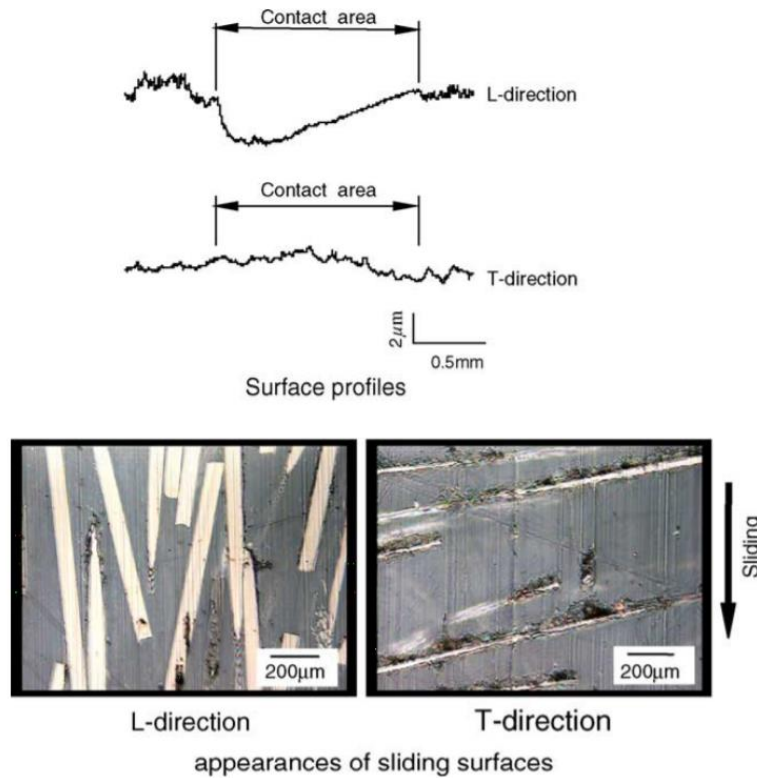 Contact area
L-direction
Contact area
T-direction
2μm
0.5mm
Surface profiles
Sliding
200μm
200μm
L-direction
T-direction
appearances of sliding surfaces